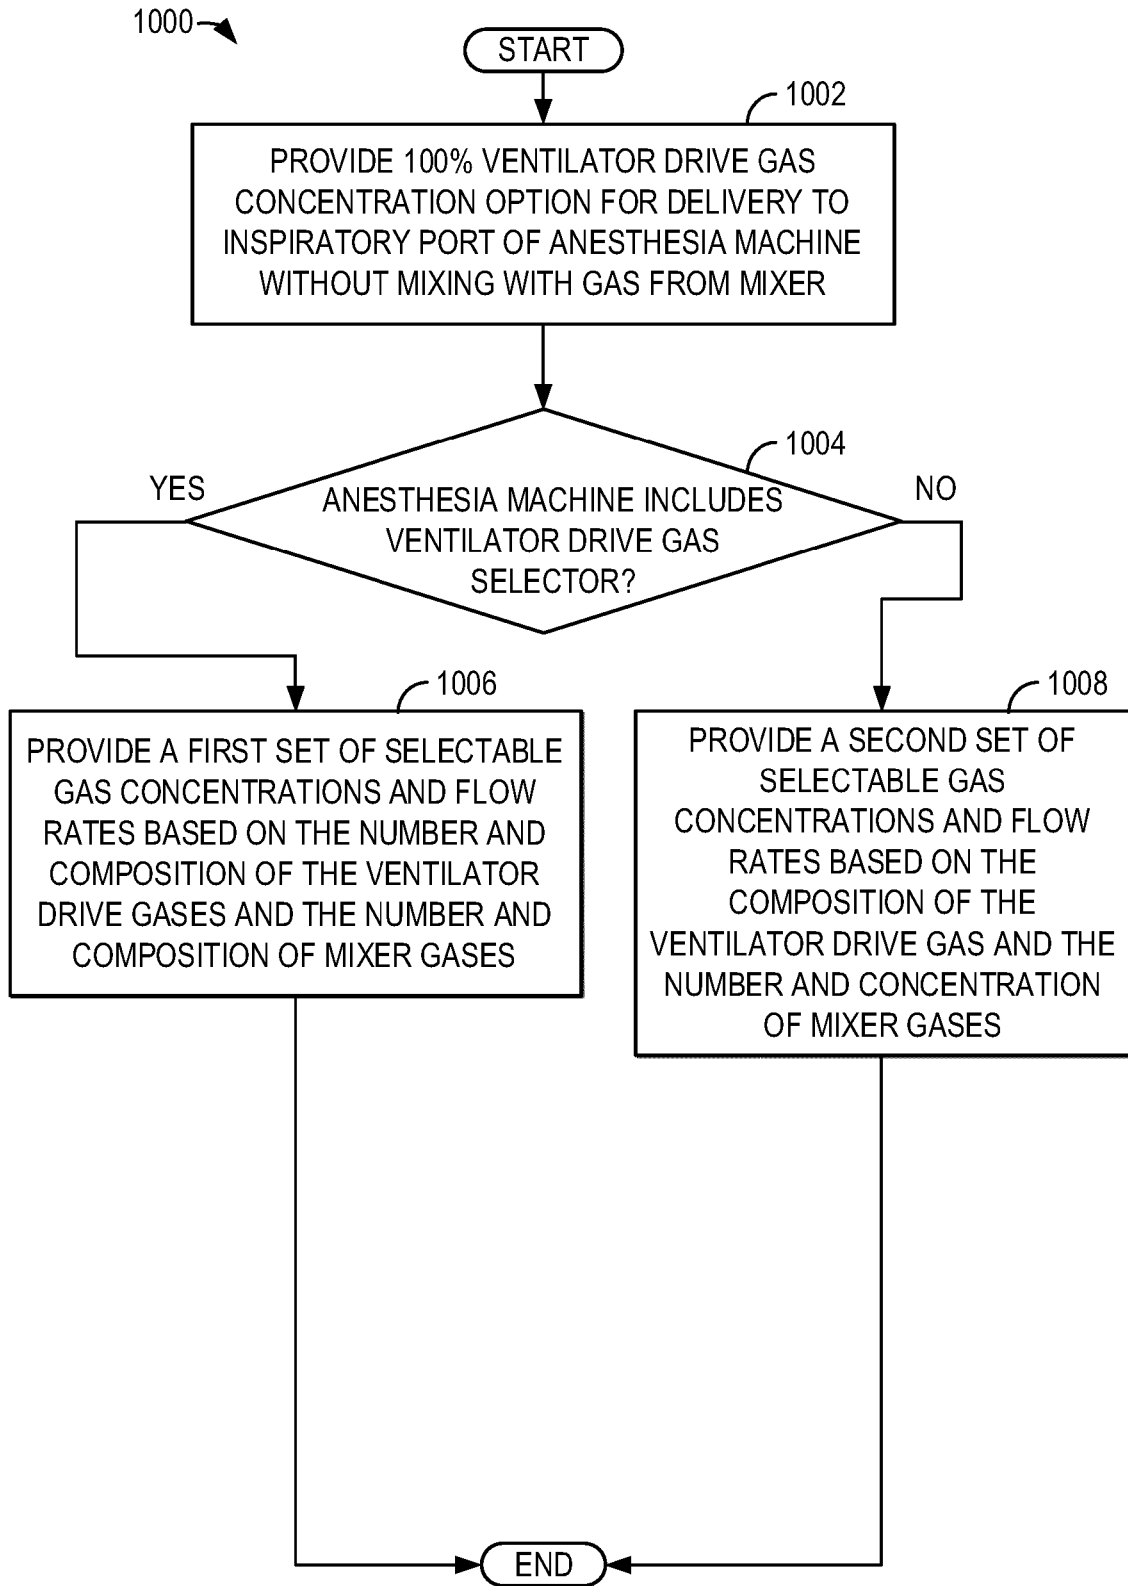 1000
START
1002
PROVIDE 100% VENTILATOR DRIVE GAS
CONCENTRATION OPTION FOR DELIVERY TO
INSPIRATORY PORT OF ANESTHESIA MACHINE
WITHOUT MIXING WITH GAS FROM MIXER
1004
YES
NO
ANESTHESIA MACHINE INCLUDES
VENTILATOR DRIVE GAS
SELECTOR?
1006
PROVIDE A FIRST SET OF SELECTABLE
GAS CONCENTRATIONS AND FLOW
RATES BASED ON THE NUMBER AND
COMPOSITION OF THE VENTILATOR
DRIVE GASES AND THE NUMBER AND
COMPOSITION OF MIXER GASES
1008
PROVIDE A SECOND SET OF
SELECTABLE GAS
CONCENTRATIONS AND FLOW
RATES BASED ON THE
COMPOSITION OF THE
VENTILATOR DRIVE GAS AND THE
NUMBER AND CONCENTRATION
OF MIXER GASES
END